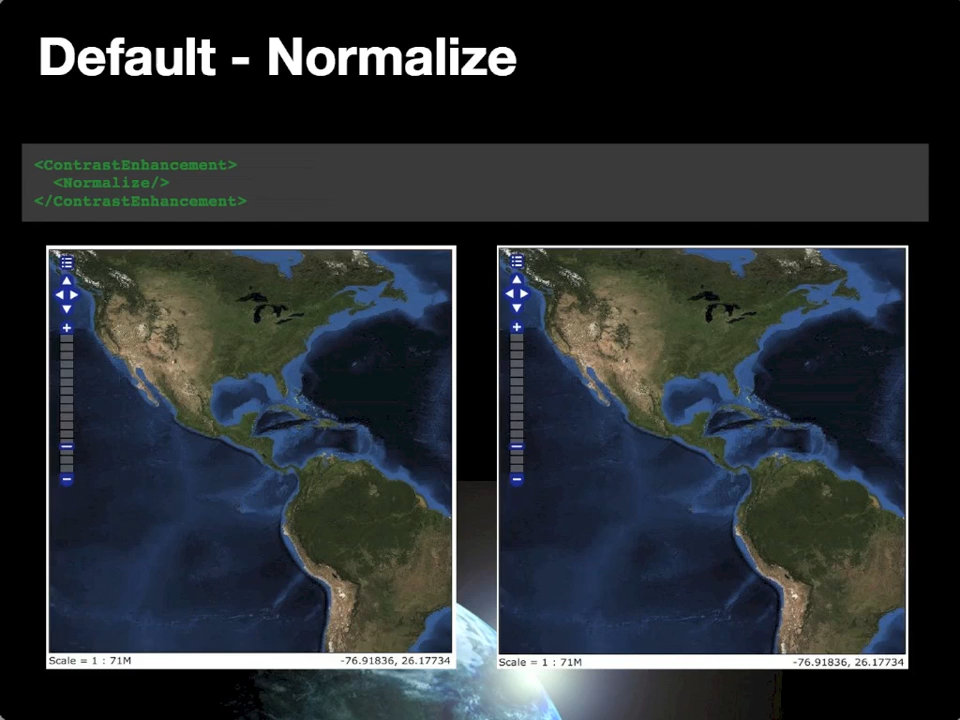 Default - Normalize
<ContrastEnhancement>
<Normalize/>
</ContrastEnhancement>
Scale = 1 : 71M
-76.91836, 26.17734
Scale = 1 : 71M
-76.91836, 26.17734